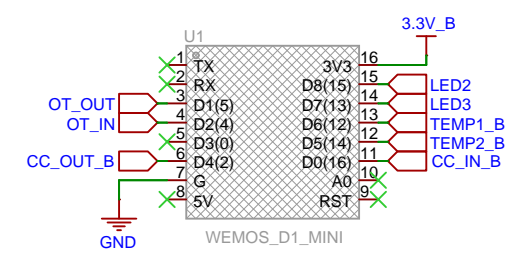 3.3V_B
U1
1 TX 3V3 16
2 RX D8(15) 15 LED2
OT_OUT 3 D1(5) D7(13) 14 LED3
OT_IN 4 D2(4) D6(12) 13 TEMP1_B
5 D3(0) D5(14) 12 TEMP2_B
CC_OUT_B 6 D4(2) D0(16) 11 CC_IN_B
7 G A0 10
8 5V RST 9
GND
WEMOS_D1_MINI